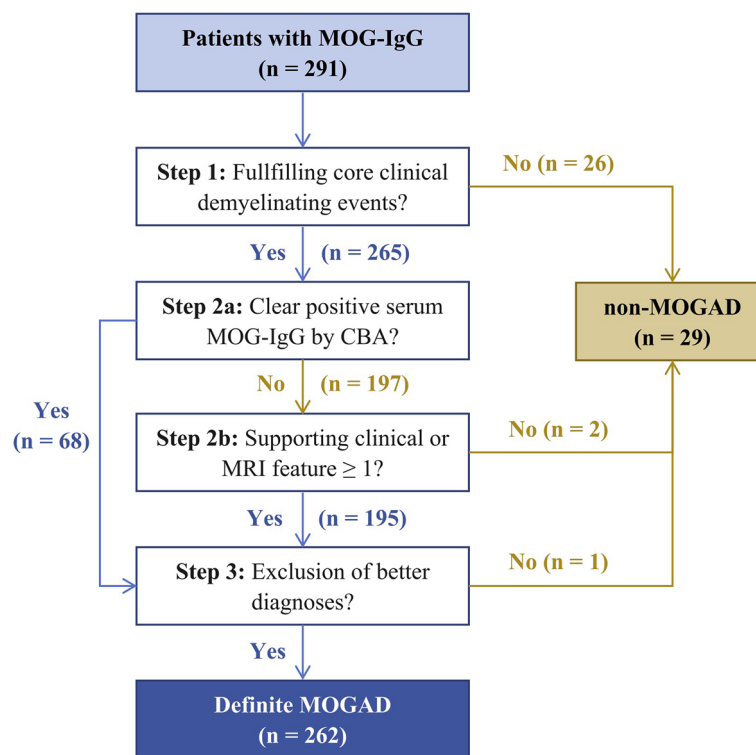 Patients with MOG-IgG
(n = 291)
Step 1: Fullfilling core clinical
demyelinating events?
No (n = 26)
Yes (n = 265)
Step 2a: Clear positive serum
MOG-IgG by CBA?
non-MOGAD
(n = 29)
No (n = 197)
Yes
(n = 68)
Step 2b: Supporting clinical or
MRI feature ≥ 1?
No (n = 2)
Yes (n = 195)
Step 3: Exclusion of better
diagnoses?
No (n = 1)
Yes
Definite MOGAD
(n = 262)